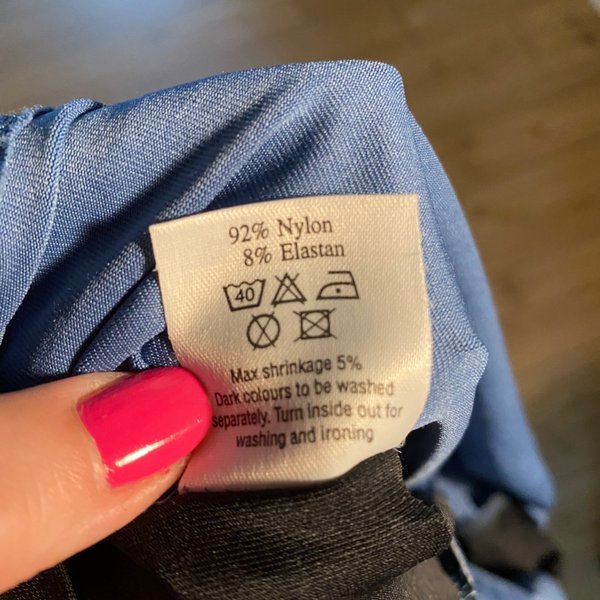 92% Nylon
8% Elastan
40
Max shrinkage 5%
Dark colours to be washed
separately. Turn inside out for
washing and ironing